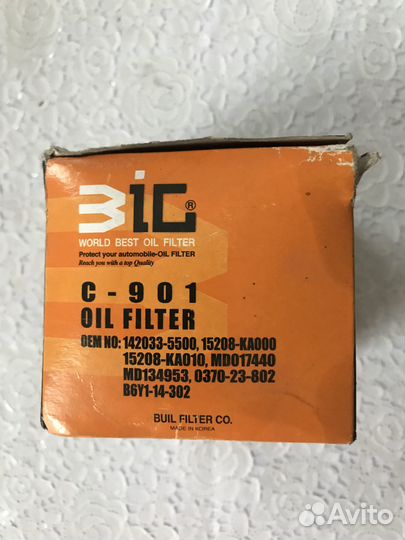 BIG®
WORLD BEST OIL FILTER
Protect your automobile-OIL FILTER
Reach you with a top Quality
C-901
OIL FILTER
OEM NO: 142033-5500, 15208-KA000
15208-KA010, MD017440
MD134953, 0370-23-802
B6Y1-14-302
BUIL FILTER CO.
MADE IN KOREA
Avito